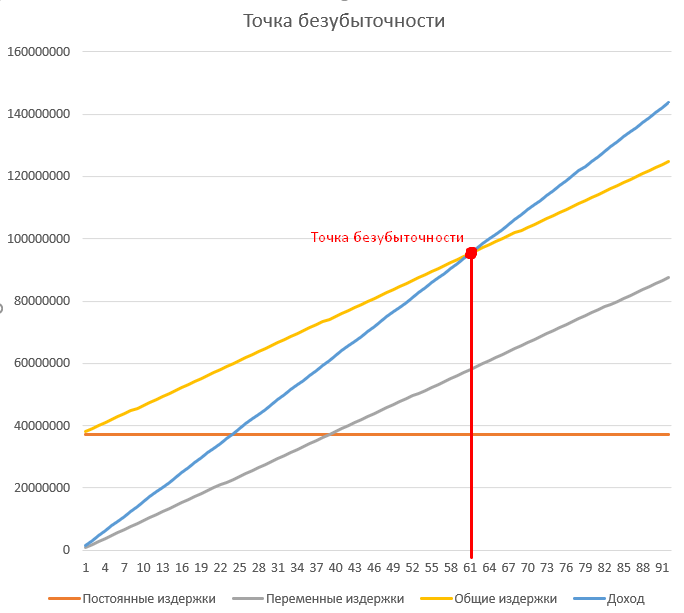 Точка безубыточности
160000000
140000000
120000000
100000000
Точка безубыточности
80000000
60000000
40000000
20000000
0
1 4 7 10 13 16 19 22 25 28 31 34 37 40 43 46 49 52 55 58 61 64 67 70 73 76 79 82 85 88 91
Постоянные издержки Переменные издержки Общие издержки Доход